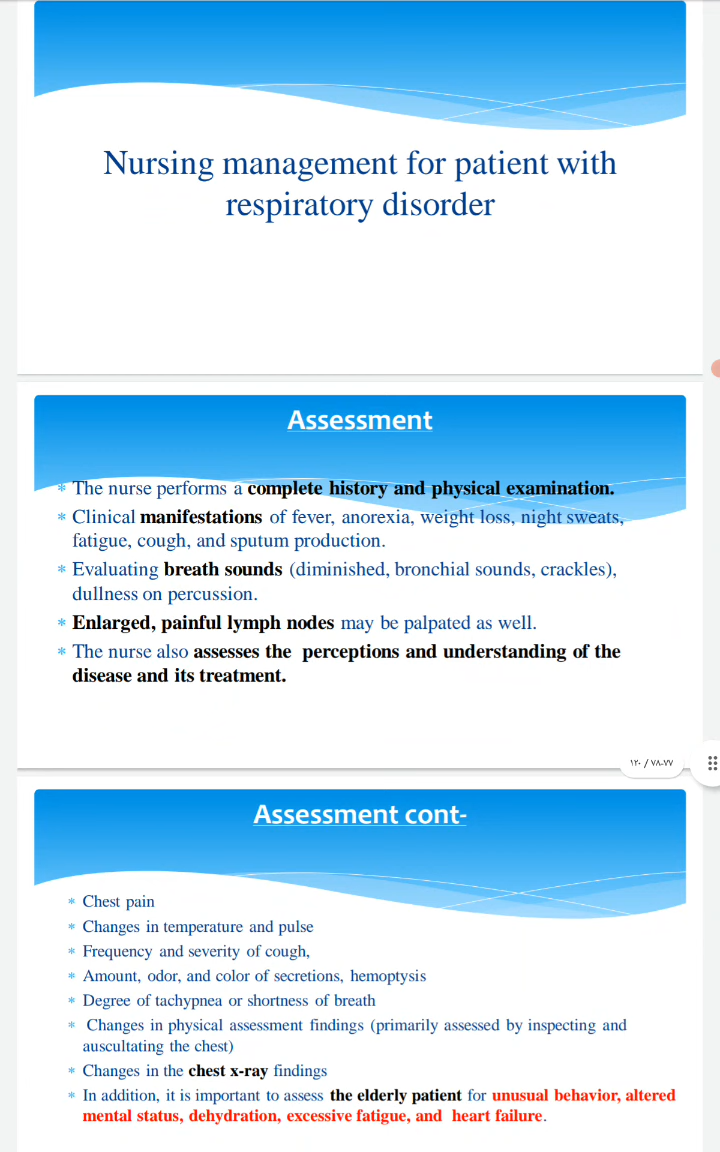 Nursing management for patient with
respiratory disorder
Assessment
* The nurse performs a complete history and physical examination.
* Clinical manifestations of fever, anorexia, weight loss, night sweats,
fatigue, cough, and sputum production.
* Evaluating breath sounds (diminished, bronchial sounds, crackles),
dullness on percussion.
* Enlarged, painful lymph nodes may be palpated as well.
* The nurse also assesses the perceptions and understanding of the
disease and its treatment.
١٢٠ / ٧٨-٧٧
Assessment cont-
* Chest pain
* Changes in temperature and pulse
* Frequency and severity of cough,
* Amount, odor, and color of secretions, hemoptysis
* Degree of tachypnea or shortness of breath
* Changes in physical assessment findings (primarily assessed by inspecting and
auscultating the chest)
* Changes in the chest x-ray findings
* In addition, it is important to assess the elderly patient for unusual behavior, altered
mental status, dehydration, excessive fatigue, and heart failure.